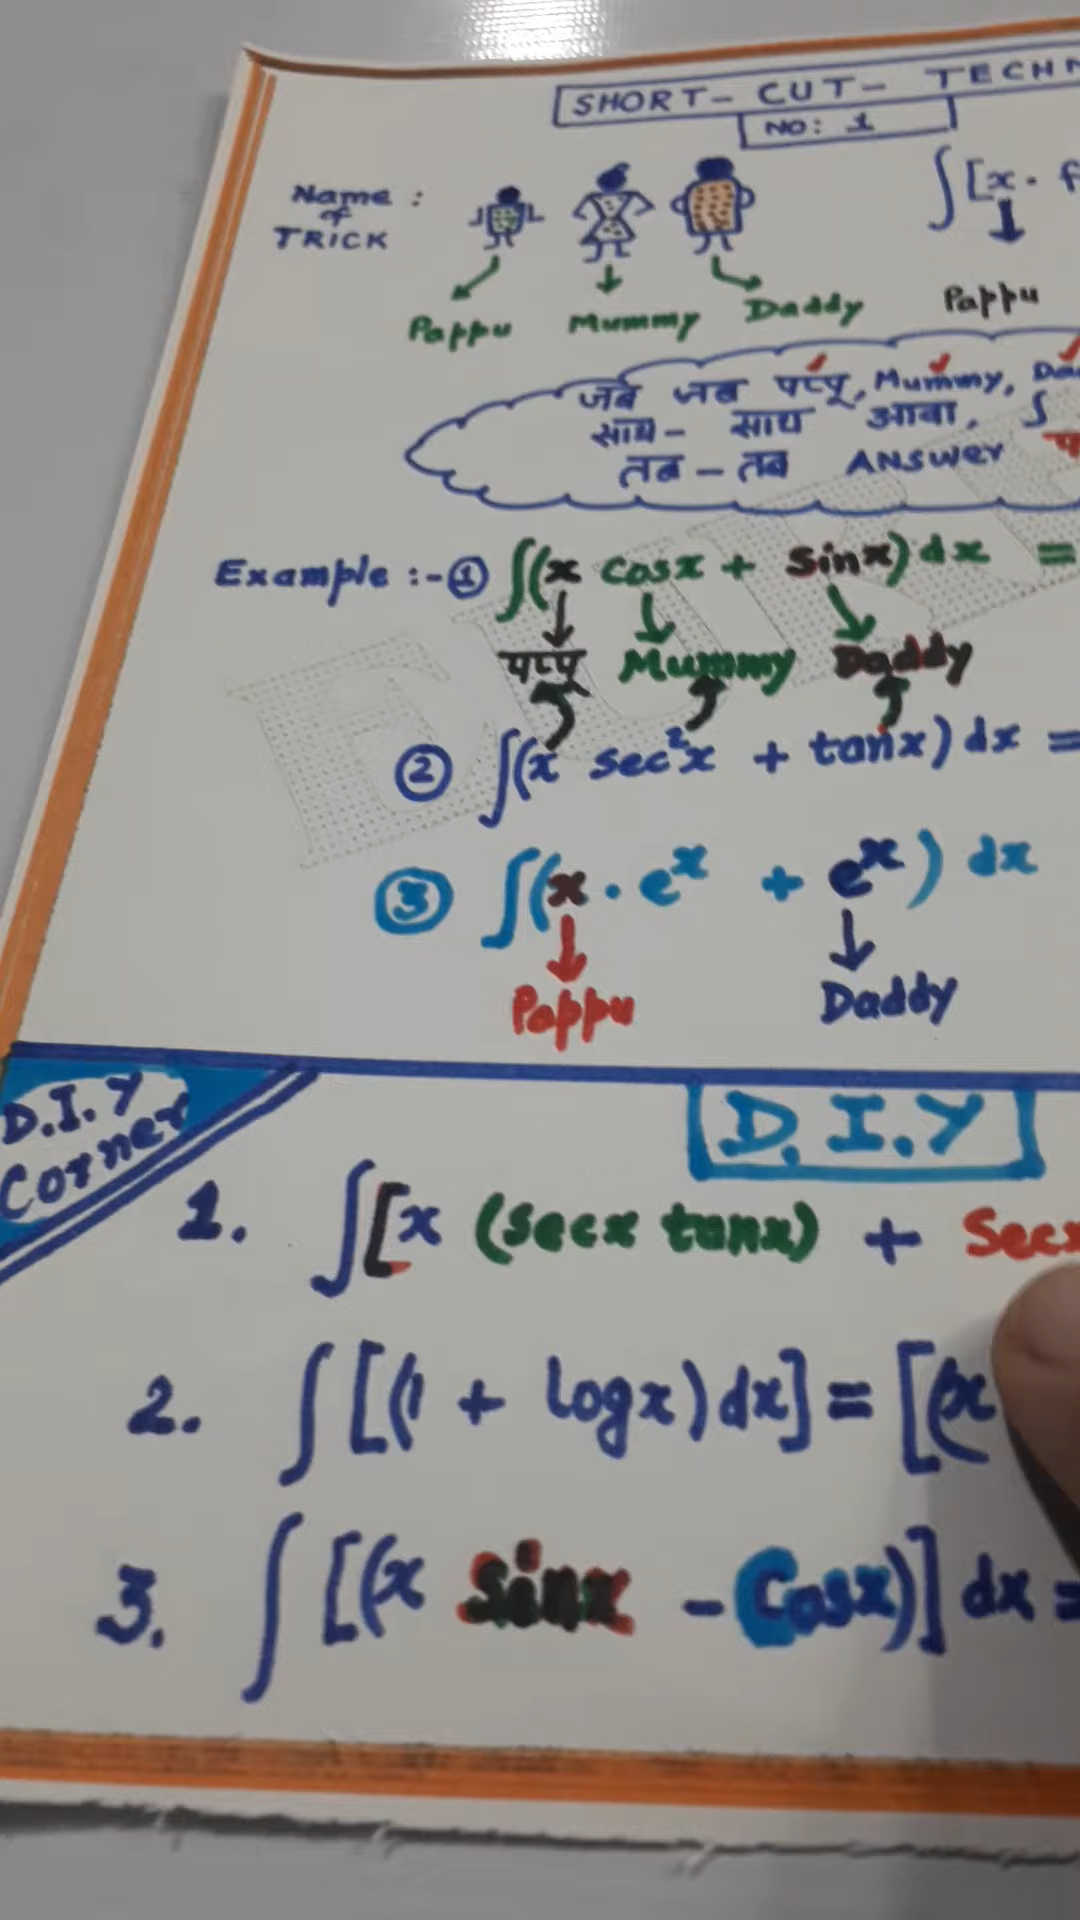 SHORT-CUT- TECHN
NO: 1
Name of TRICK :
Pappu Mummy Daddy
∫[x. f
Pappu
जब जब पप्पू, Mummy, Da
साथ- साथ आवा, ∫
तब-तब ANSWER प
Example :-① ∫(x cosx + sinx) dx =
पप्पू Mummy Daddy
② ∫(x sec²x + tanx) dx =
③ ∫(x. eˣ + eˣ) dx
Pappu Daddy
D.I.Y Corner
D.I.Y
1. ∫[x (secx tanx) + Secx
2. ∫[(1 + logx)dx] = [(x
3. ∫[(x sinx - Cosx)] dx =